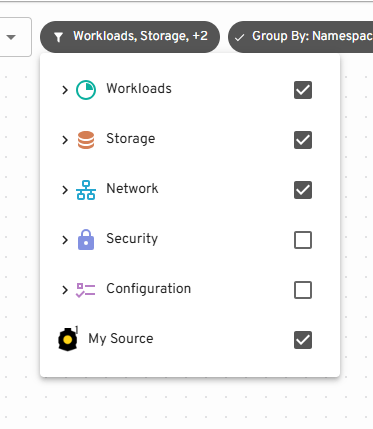 Workloads, Storage, +2
Group By: Namespac
Workloads
Storage
Network
Security
Configuration
1
My Source